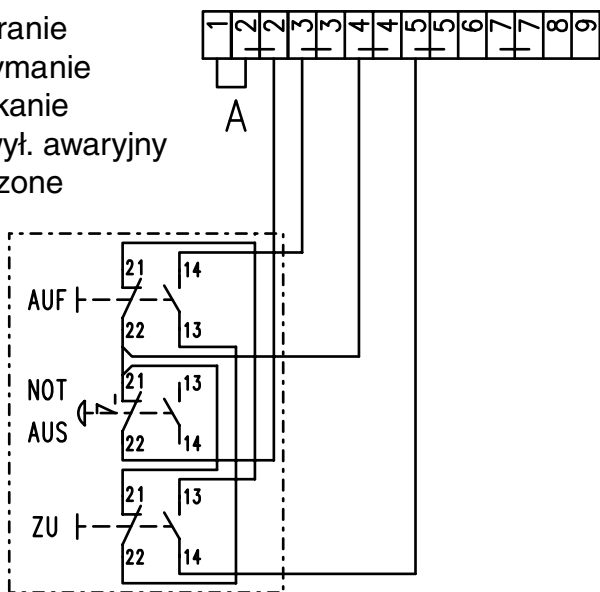 ranie
ymanie
kanie
wył. awaryjny
zone
1 2 2 3 3 4 4 5 5 6 7 7 8 9
A
21 14
AUF
22 13
21 13
NOT
AUS
22 14
21 13
ZU
22 14